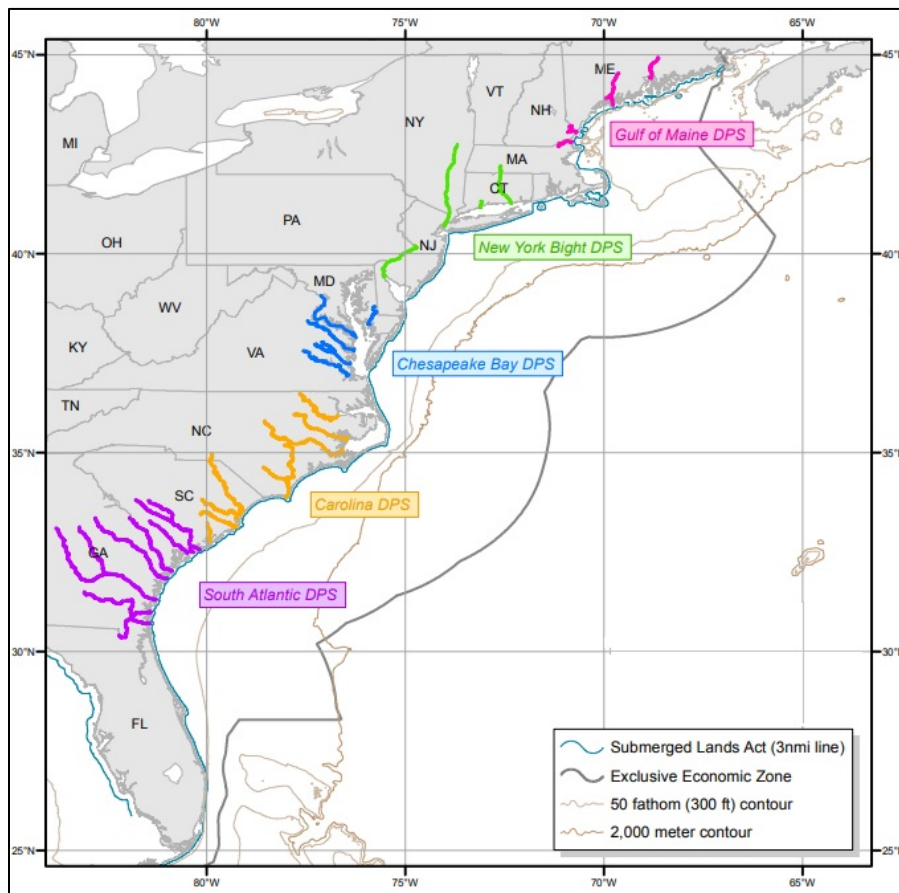 80°W 75°W 70°W 65°W
45°N 45°N
ME
VT
NH
NY
MI
Gulf of Maine DPS
MA
CT
PA
OH
NJ
New York Bight DPS
40°N 40°N
MD
WV
VA
KY
Chesapeake Bay DPS
TN
NC
35°N 35°N
SC
Carolina DPS
GA
South Atlantic DPS
30°N 30°N
FL
Submerged Lands Act (3nmi line)
Exclusive Economic Zone
50 fathom (300 ft) contour
2,000 meter contour
25°N 25°N
80°W 75°W 70°W 65°W